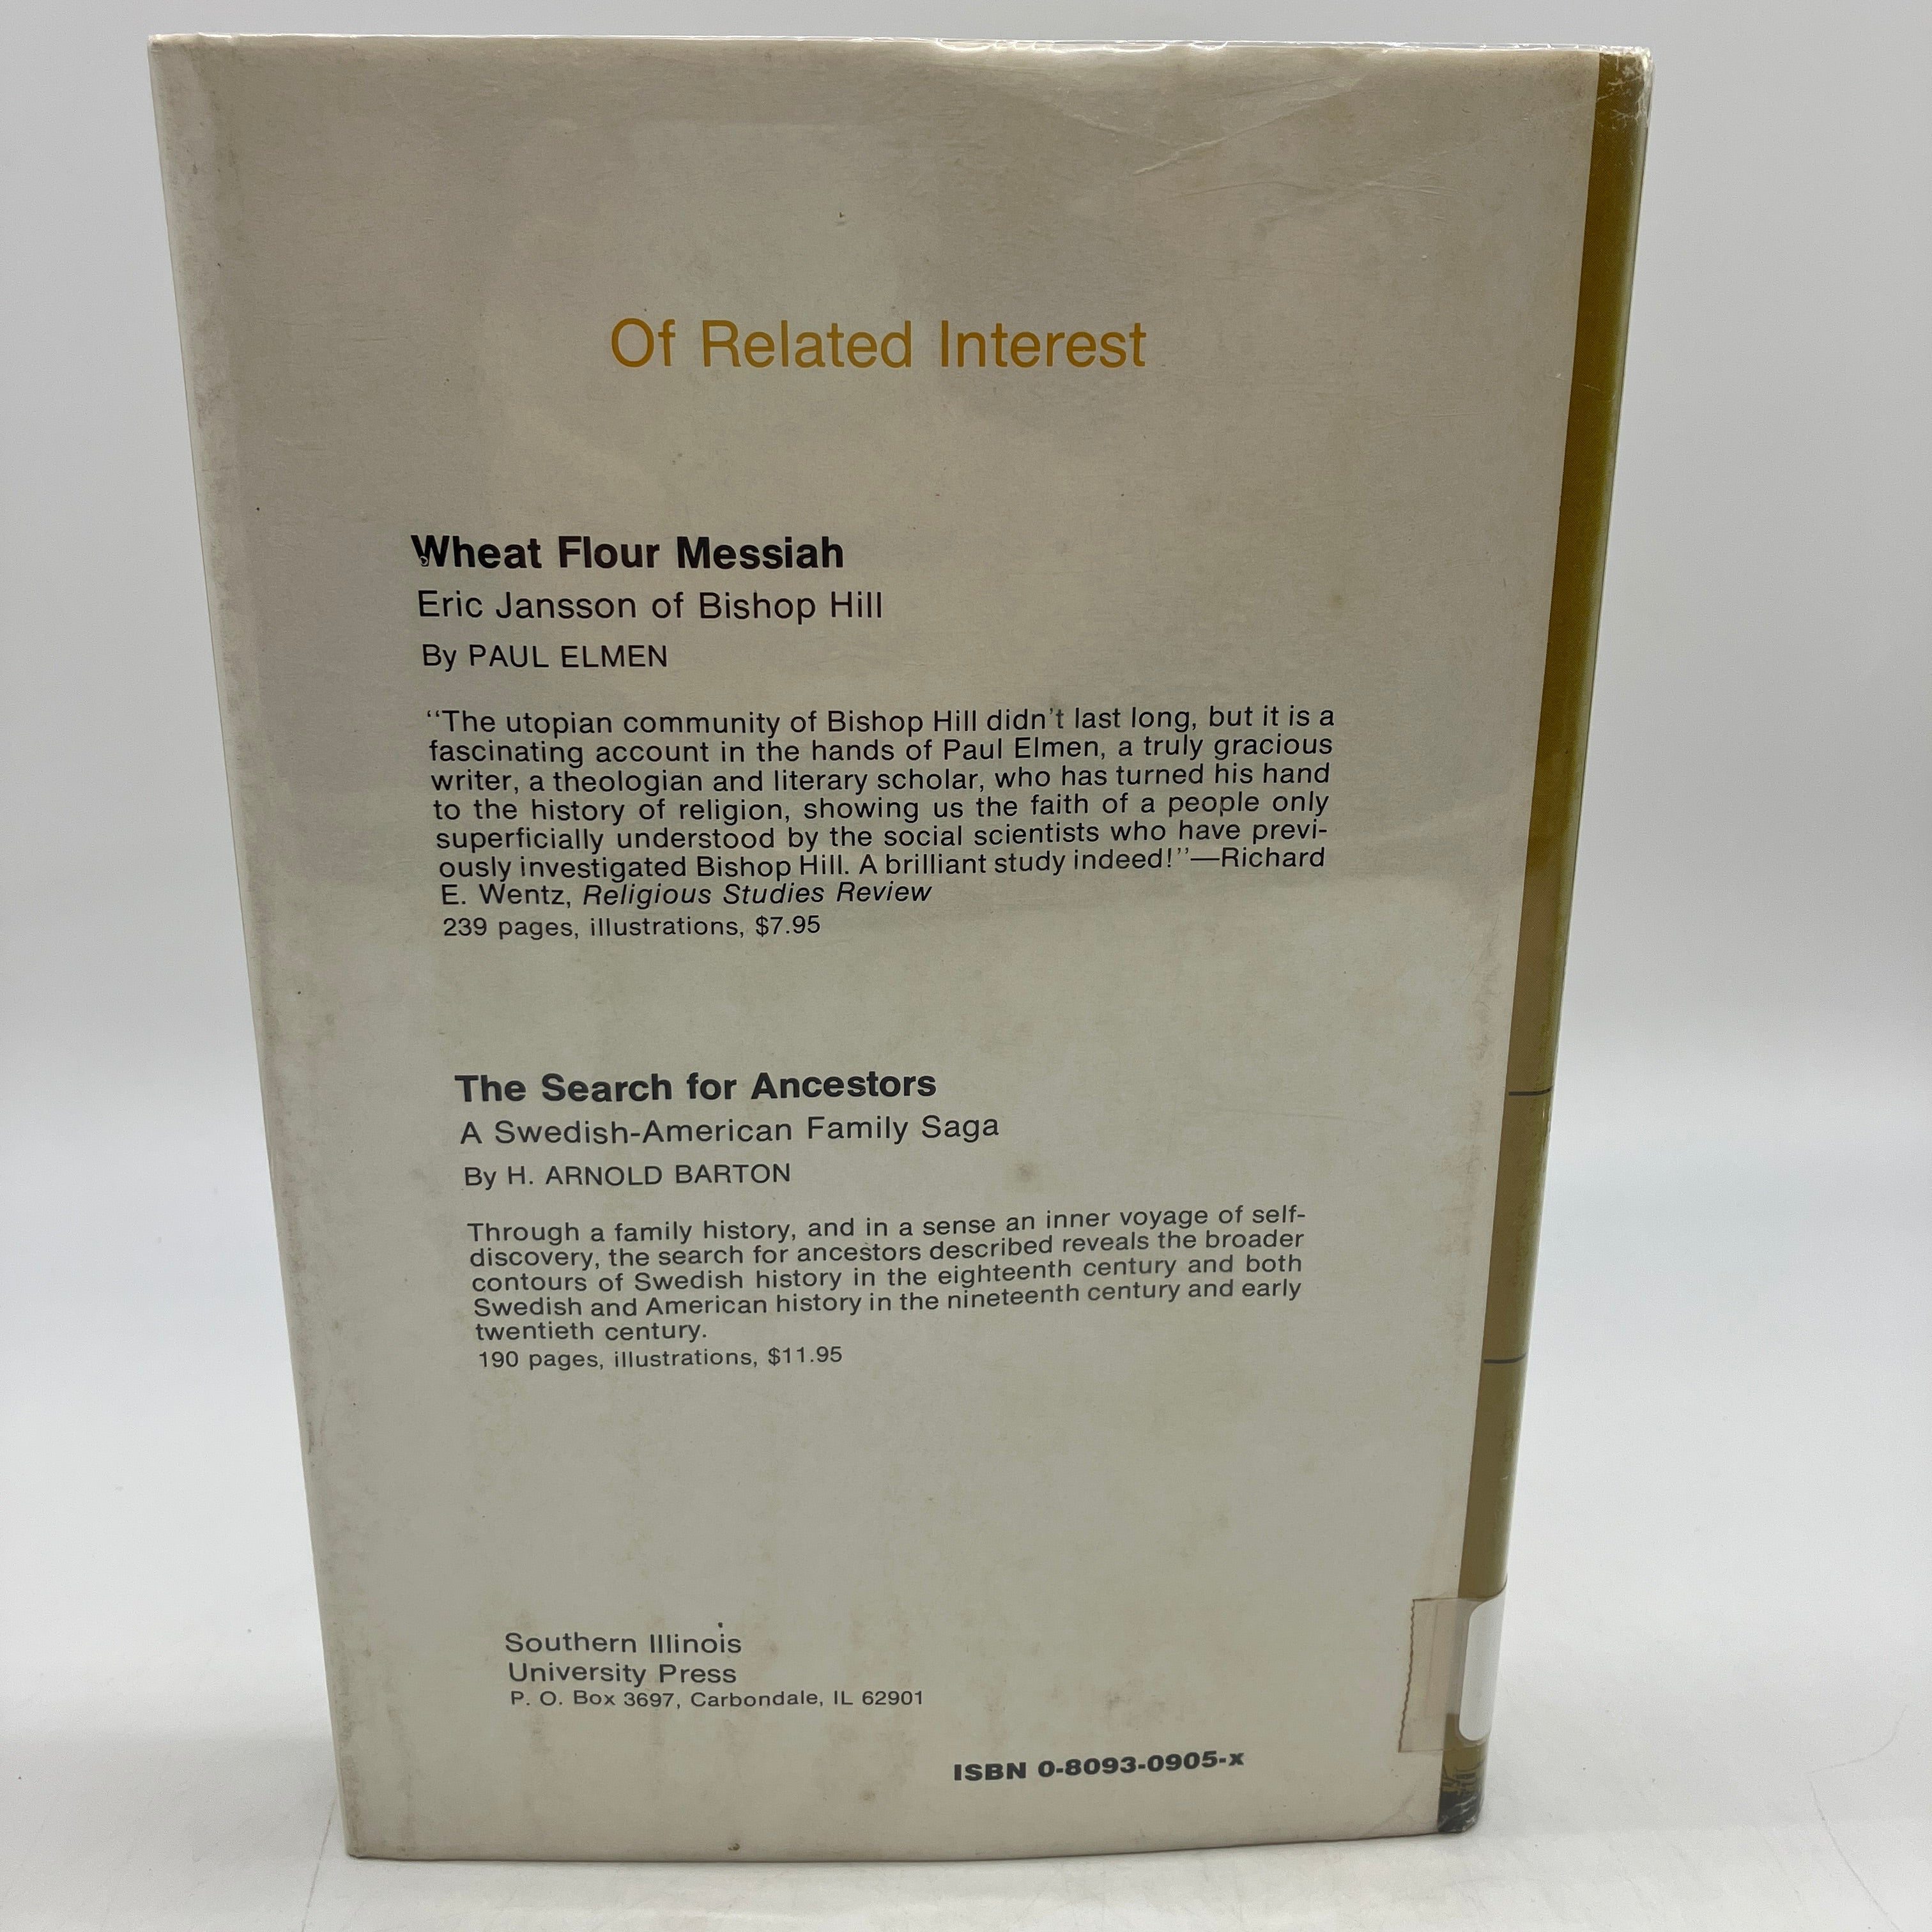 Of Related Interest
Wheat Flour Messiah
Eric Jansson of Bishop Hill
By PAUL ELMEN
‘‘The utopian community of Bishop Hill didn't last long, but it is a
fascinating account in the hands of Paul Elmen, a truly gracious
writer, a theologian and literary scholar, who has turned his hand
to the history of religion, showing us the faith of a people only
superficially understood by the social scientists who have previ-
ously investigated Bishop Hill. A brilliant study indeed!’’—Richard
E. Wentz, Religious Studies Review
239 pages, illustrations, $7.95
The Search for Ancestors
A Swedish-American Family Saga
By H. ARNOLD BARTON
Through a family history, and in a sense an inner voyage of self-
discovery, the search for ancestors described reveals the broader
contours of Swedish history in the eighteenth century and both
Swedish and American history in the nineteenth century and early
twentieth century.
190 pages, illustrations, $11.95
Southern Illinois
University Press
P. O. Box 3697, Carbondale, IL 62901
ISBN 0-8093-0905-x